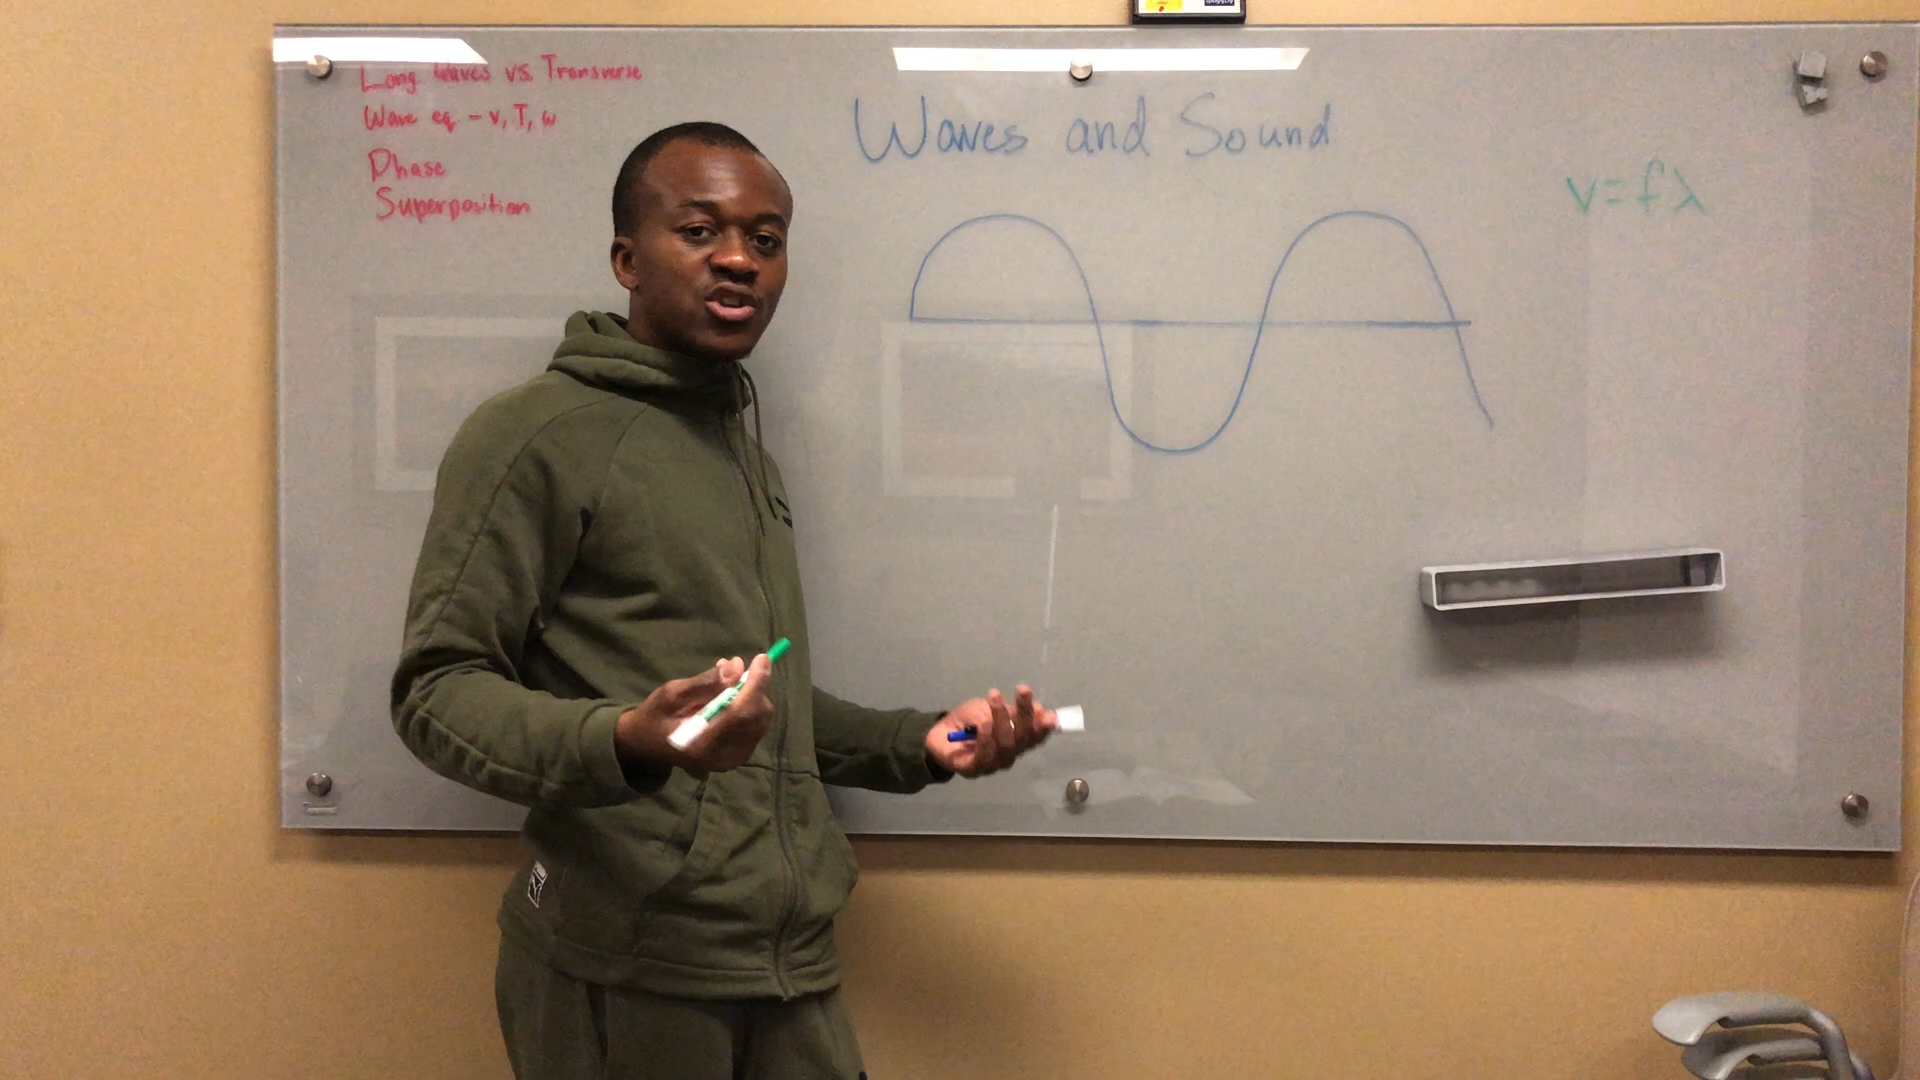 Long Waves vs. Transverse
Wave eq. - v, T, ω
Phase
Superposition
Waves and Sound
v=fλ